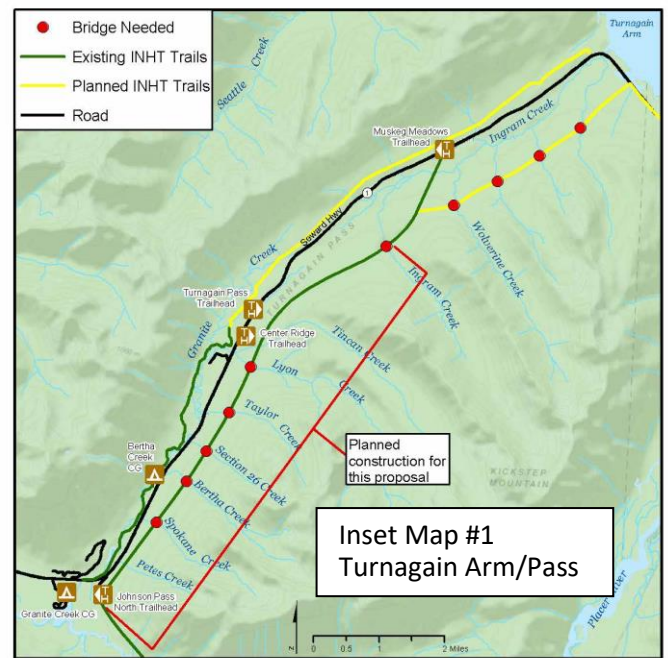 Bridge Needed
Existing INHT Trails
Planned INHT Trails
Road
Seattle Creek
Turnagain
Arm
Muskeg Meadows
Trailhead
Ingram Creek
1
Seward Hwy
TURNAGAIN PASS
Granite Creek
Wolverine Creek
Ingram Creek
Turnagain Pass
Trailhead
Center Ridge
Trailhead
Tincan Creek
Lyon Creek
Taylor Creek
Planned
construction for
this proposal
KICKSTEP
MOUNTAIN
Bertha
Creek
CG
Section 26 Creek
Bertha Creek
Spokane Creek
Petes Creek
Inset Map #1
Turnagain Arm/Pass
Placer River
Granite Creek CG
Johnson Pass
North Trailhead
Z
0 0.5 1 2 Miles